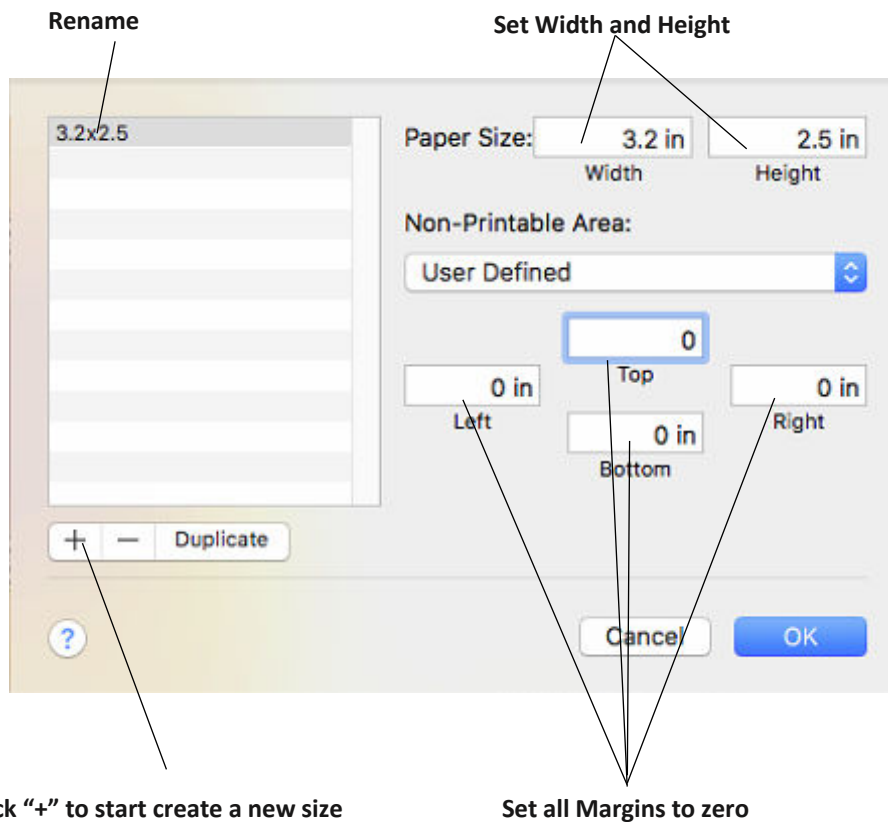 Rename
Set Width and Height
3.2x2.5
Paper Size: 3.2 in 2.5 in
Width Height
Non-Printable Area:
User Defined
0
Top
0 in 0 in
Left Right
0 in
Bottom
+ − Duplicate
? Cancel OK
ck “+” to start create a new size
Set all Margins to zero